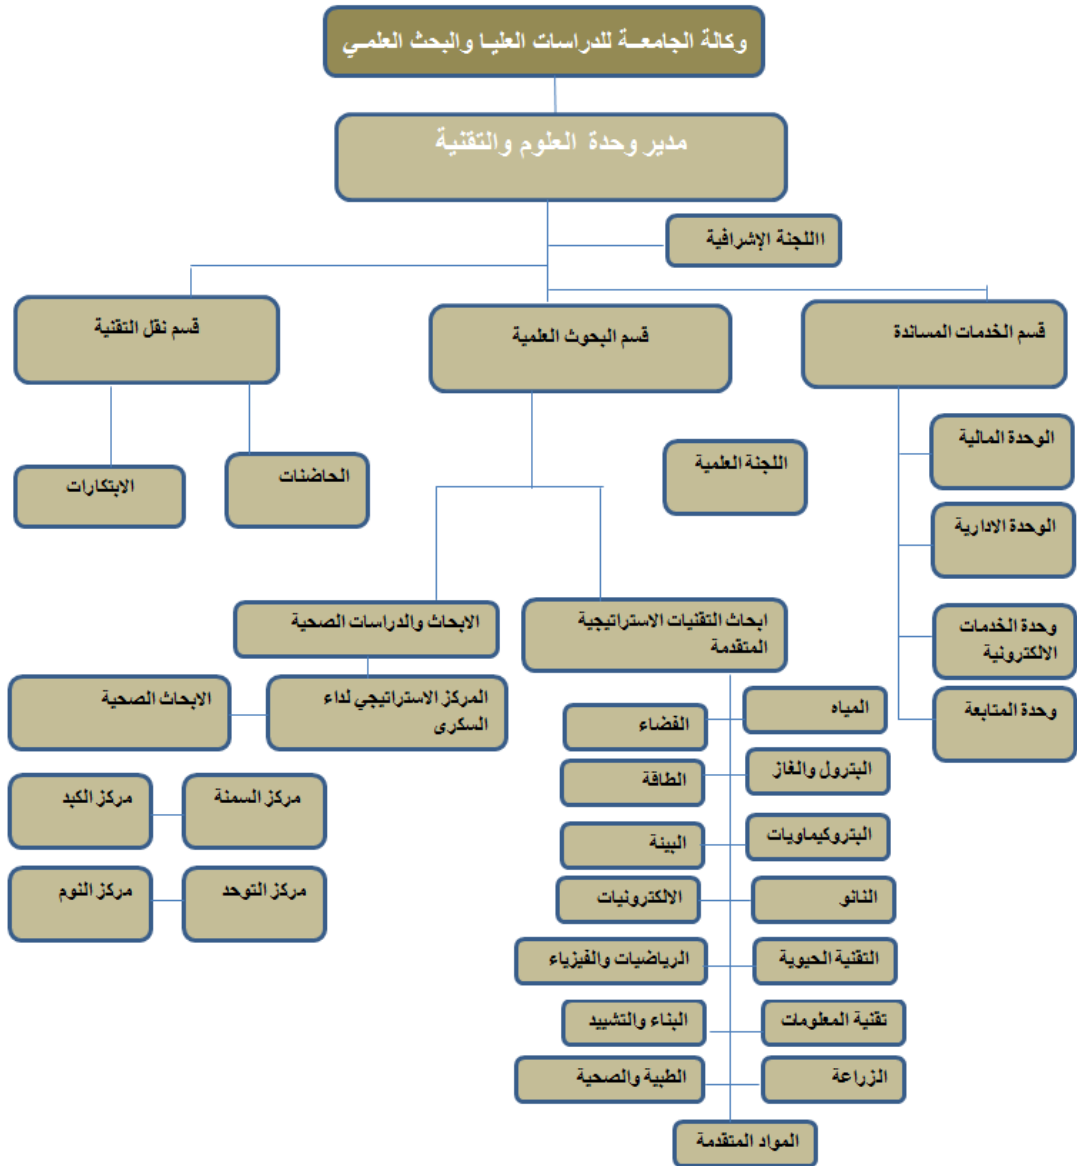 وكالة الجامعــة للدراسات العليـا والبحث العلمـي
مدير وحدة العلوم والتقنية
االلجنة الإشرافية
قسم الخدمات المساندة
قسم البحوث العلمية
قسم نقل التقنية
الوحدة المالية
الوحدة الادارية
وحدة الخدمات
الالكترونية
وحدة المتابعة
اللجنة العلمية
الحاضنات
الابتكارات
ابحاث التقنيات الاستراتيجية
المتقدمة
الابحاث والدراسات الصحية
المركز الاستراتيجي لداء
السكرى
الابحاث الصحية
مركز السمنة
مركز الكبد
مركز التوحد
مركز النوم
المياه
الفضاء
البترول والغاز
الطاقة
البتروكيماويات
البيئة
النانو
الالكترونيات
التقنية الحيوية
الرياضيات والفيزياء
تقنية المعلومات
البناء والتشييد
الزراعة
الطبية والصحية
المواد المتقدمة